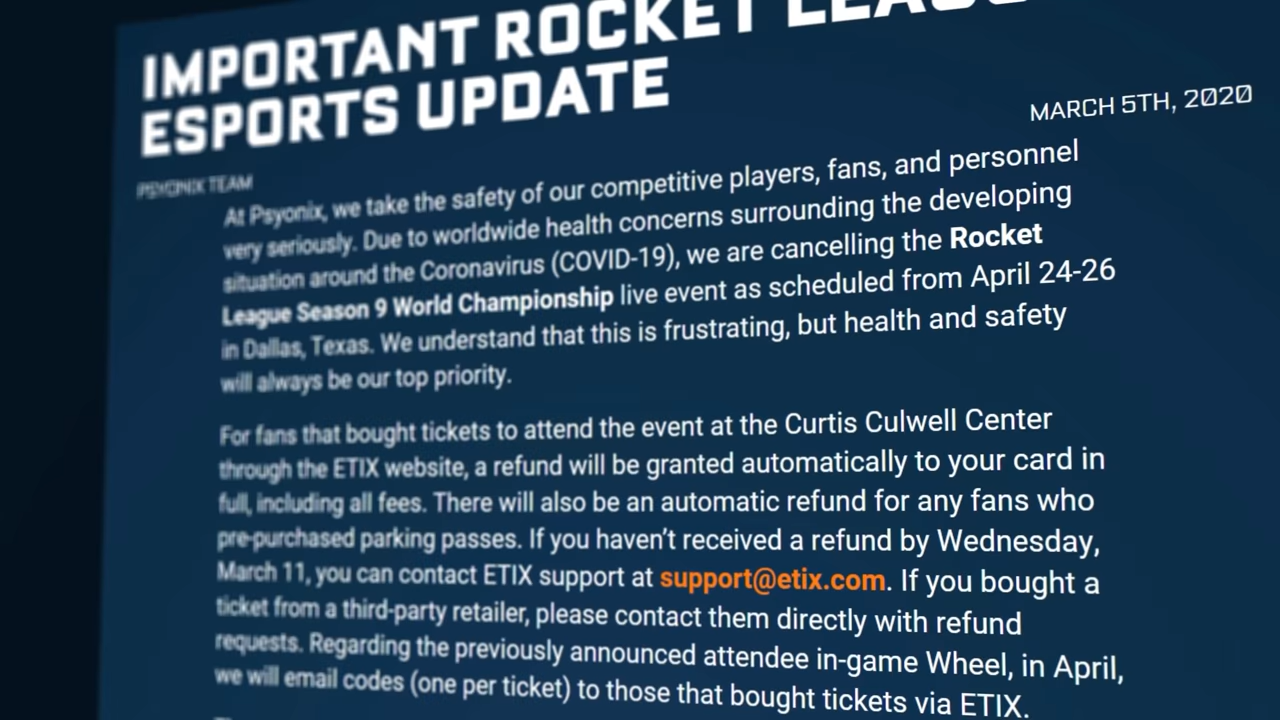 IMPORTANT ROCKET LEAGUE
ESPORTS UPDATE
MARCH 5TH, 2020
PSYONIX TEAM
At Psyonix, we take the safety of our competitive players, fans, and personnel
very seriously. Due to worldwide health concerns surrounding the developing
situation around the Coronavirus (COVID-19), we are cancelling the Rocket
League Season 9 World Championship live event as scheduled from April 24-26
in Dallas, Texas. We understand that this is frustrating, but health and safety
will always be our top priority.
For fans that bought tickets to attend the event at the Curtis Culwell Center
through the ETIX website, a refund will be granted automatically to your card in
full, including all fees. There will also be an automatic refund for any fans who
pre-purchased parking passes. If you haven't received a refund by Wednesday,
March 11, you can contact ETIX support at support@etix.com. If you bought a
ticket from a third-party retailer, please contact them directly with refund
requests. Regarding the previously announced attendee in-game Wheel, in April,
we will email codes (one per ticket) to those that bought tickets via ETIX.